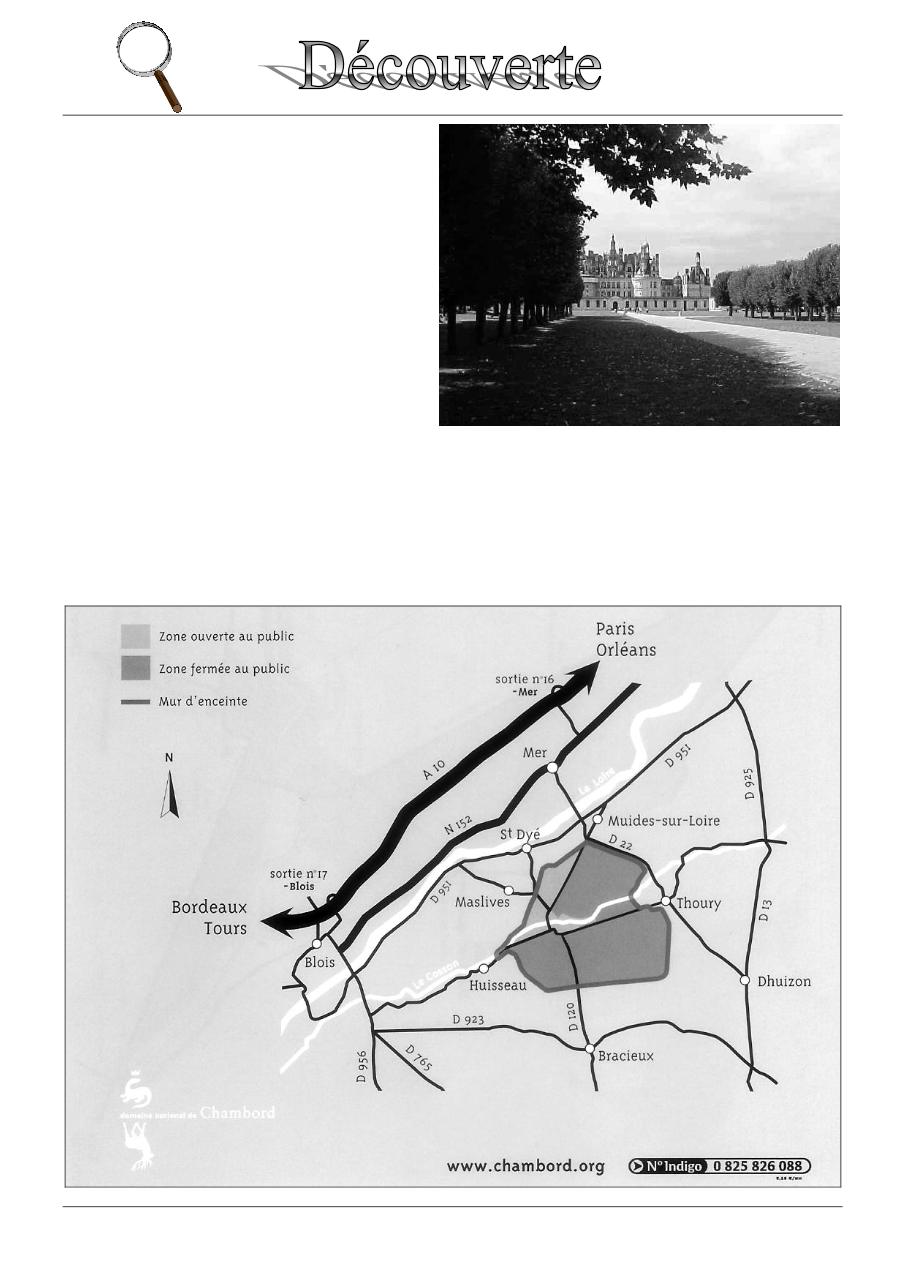 Découverte
Zone ouverte au public
Zone fermée au public
Mur d'enceinte
N
Paris
Orléans
sortie n°16
-Mer
Mer
A 10
La Loire
D 951
D 925
N 152
St Dyé
Muides-sur-Loire
D 22
sortie n°17
-Blois
D 951
Maslives
Thoury
D 13
Bordeaux
Tours
Blois
Le Cosson
Huisseau
Dhuizon
D 923
D 120
D 956
D 765
Bracieux
domaine national de Chambord
www.chambord.org
N° Indigo 0 825 826 088